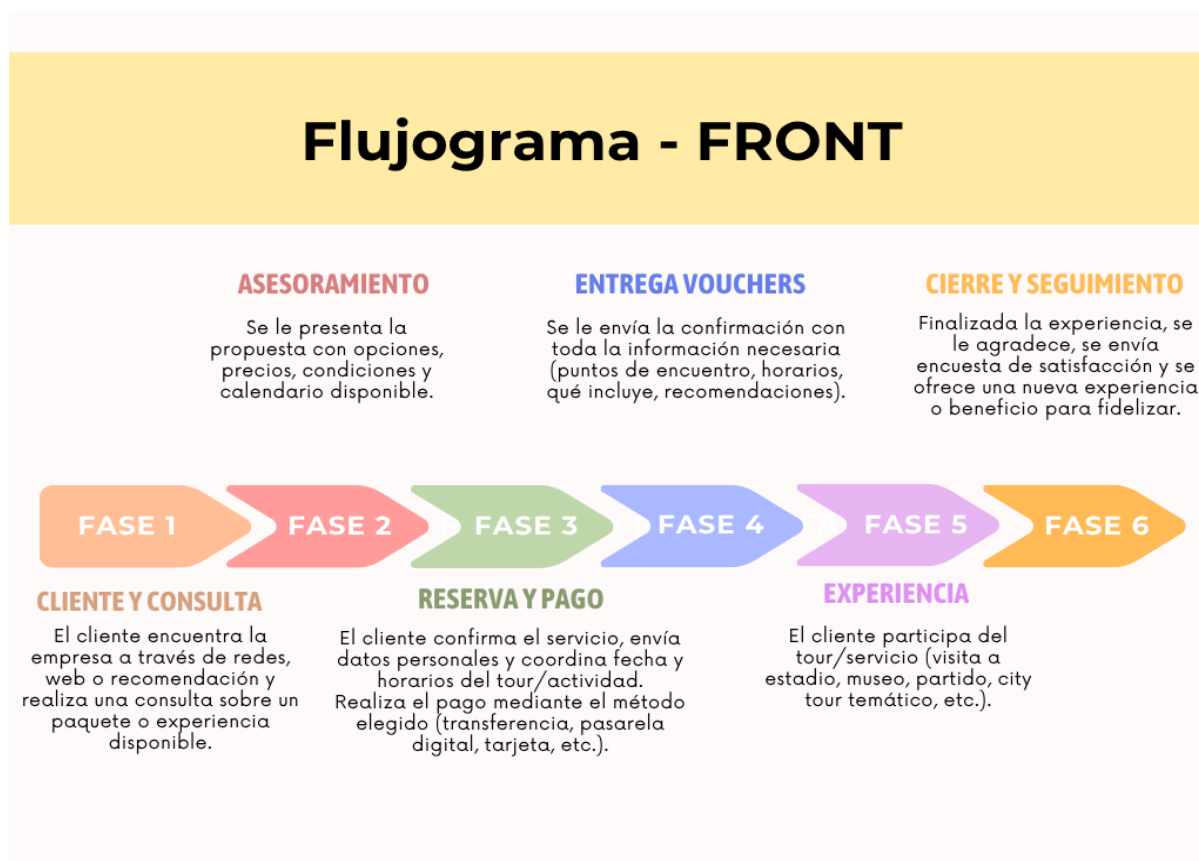 Flujograma - FRONT
ASESORAMIENTO
Se le presenta la
propuesta con opciones,
precios, condiciones y
calendario disponible.
ENTREGA VOUCHERS
Se le envía la confirmación con
toda la información necesaria
(puntos de encuentro, horarios,
qué incluye, recomendaciones).
CIERRE Y SEGUIMIENTO
Finalizada la experiencia, se
le agradece, se envía
encuesta de satisfacción y se
ofrece una nueva experiencia
o beneficio para fidelizar.
FASE 1
FASE 2
FASE 3
FASE 4
FASE 5
FASE 6
CLIENTE Y CONSULTA
El cliente encuentra la
empresa a través de redes,
web o recomendación y
realiza una consulta sobre un
paquete o experiencia
disponible.
RESERVA Y PAGO
El cliente confirma el servicio, envía
datos personales y coordina fecha y
horarios del tour/actividad.
Realiza el pago mediante el método
elegido (transferencia, pasarela
digital, tarjeta, etc.).
EXPERIENCIA
El cliente participa del
tour/servicio (visita a
estadio, museo, partido, city
tour temático, etc.).